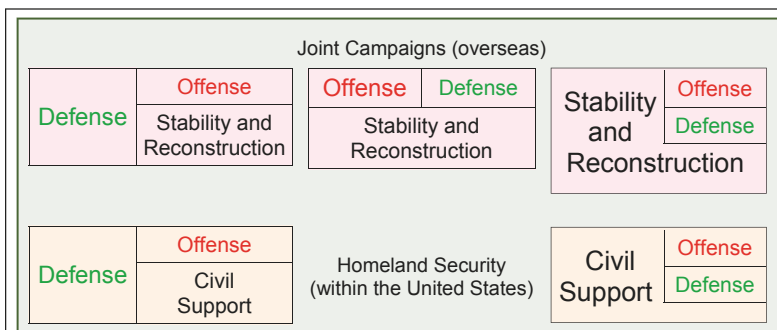 Joint Campaigns (overseas)
Defense
Offense
Stability and
Reconstruction
Offense
Defense
Stability and
Reconstruction
Stability
and
Reconstruction
Offense
Defense
Defense
Offense
Civil
Support
Homeland Security
(within the United States)
Civil
Support
Offense
Defense